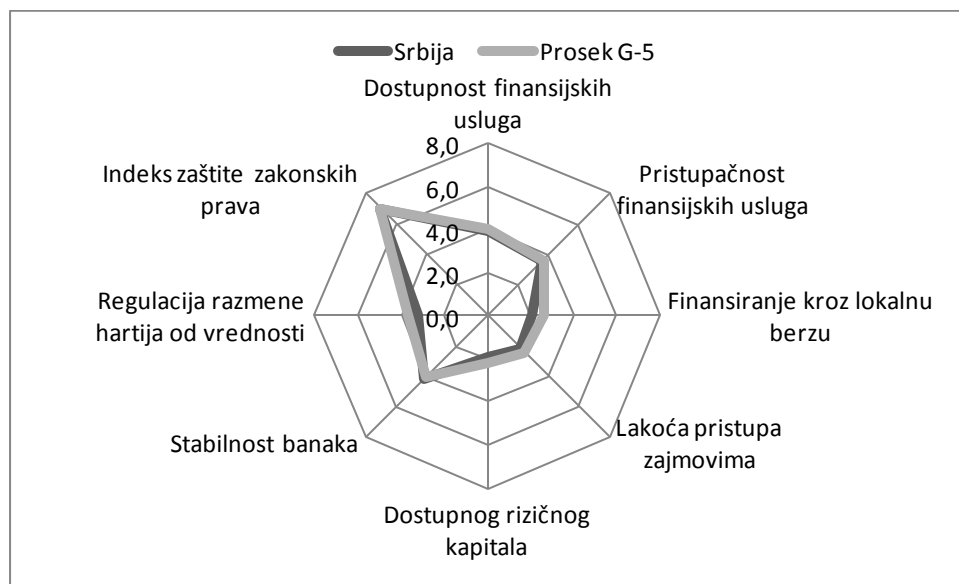 Srbija
Prosek G-5
Dostupnost finansijskih
usluga
8,0
6,0
4,0
2,0
0,0
Pristupačnost
finansijskih usluga
Finansiranje kroz lokalnu
berzu
Lakoća pristupa
zajmovima
Dostupnog rizičnog
kapitala
Stabilnost banaka
Regulacija razmene
hartija od vrednosti
Indeks zaštite zakonskih
prava